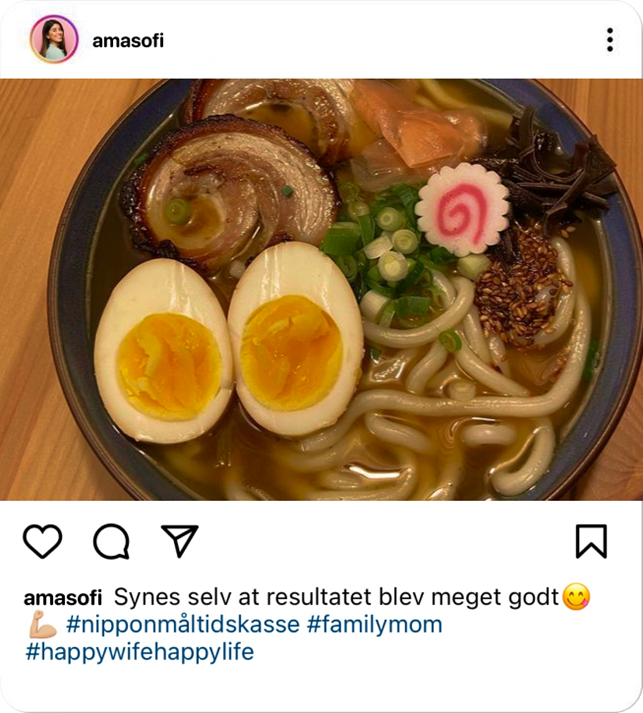 amasofi
amasofi Synes selv at resultatet blev meget godt😋
💪🏼 #nipponmåltidskasse #familymom
#happywifehappylife